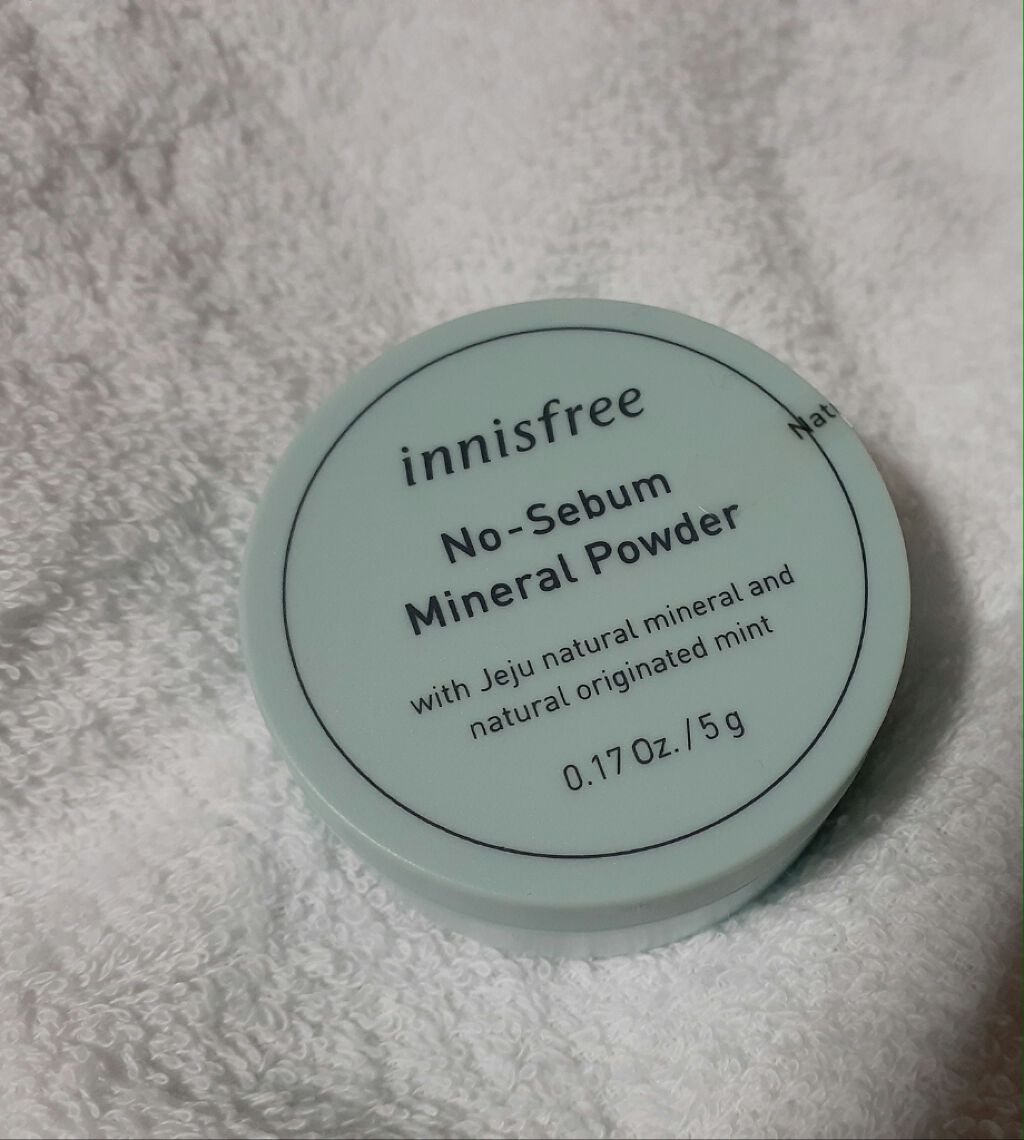 innisfree
No-Sebum
Mineral Powder
with Jeju natural mineral and
natural originated mint
0.17 Oz. / 5 g